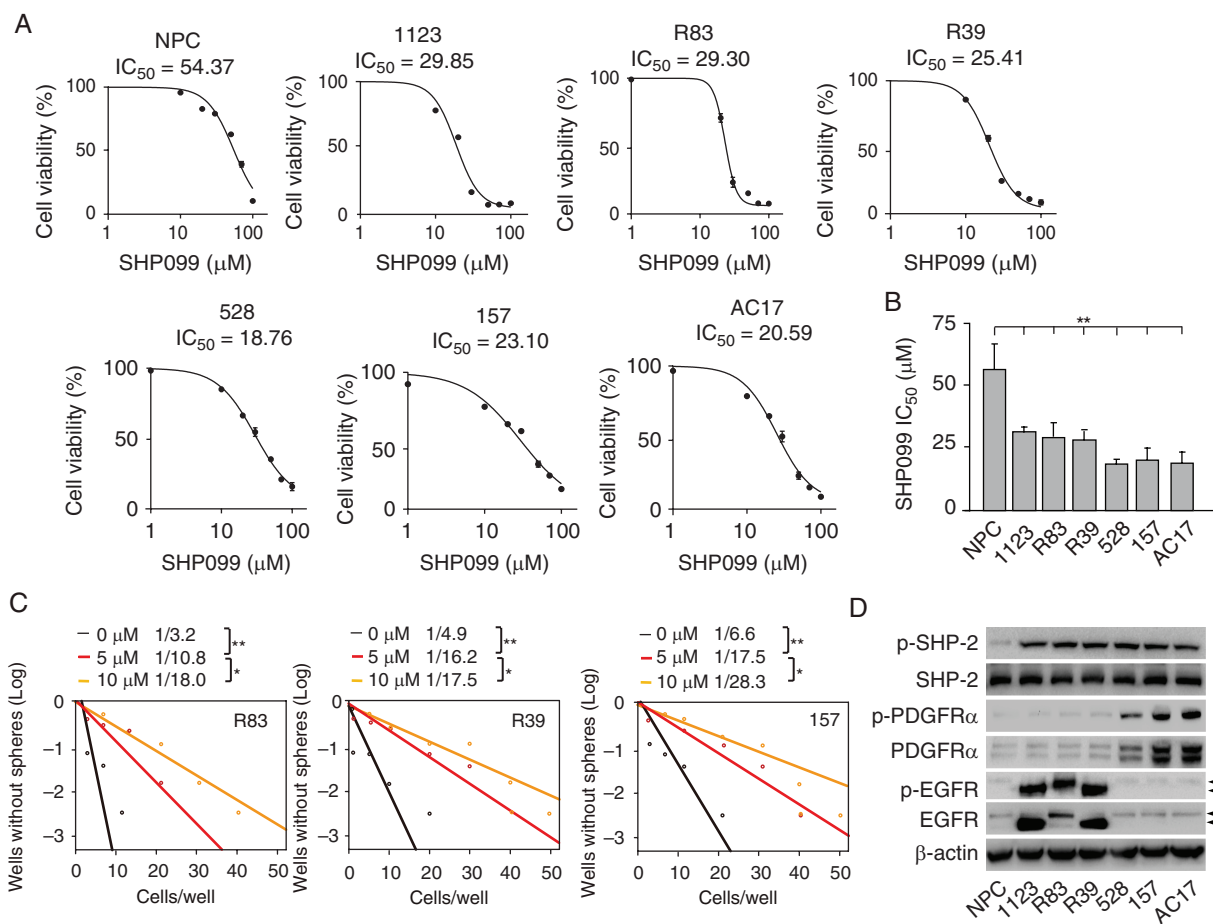 A
NPC
IC50 = 54.37
Cell viability (%)
100
50
0
1
10
100
SHP099 (μM)
1123
IC50 = 29.85
Cell viability (%)
100
50
0
1
10
100
SHP099 (μM)
R83
IC50 = 29.30
Cell viability (%)
100
50
0
1
10
100
SHP099 (μM)
R39
IC50 = 25.41
Cell viability (%)
100
50
0
1
10
100
SHP099 (μM)
528
IC50 = 18.76
Cell viability (%)
100
50
0
1
10
100
SHP099 (μM)
157
IC50 = 23.10
Cell viability (%)
100
50
0
1
10
100
SHP099 (μM)
AC17
IC50 = 20.59
Cell viability (%)
100
50
0
1
10
100
SHP099 (μM)
B
**
SHP099 IC50 (μM)
75
50
25
0
NPC
1123
R83
R39
528
157
AC17
C
0 μM 1/3.2
**
5 μM 1/10.8
*
10 μM 1/18.0
Wells without spheres (Log)
R83
0
−1
−2
−3
0 10 20 30 40 50
Cells/well
0 μM 1/4.9
**
5 μM 1/16.2
*
10 μM 1/17.5
Wells without spheres (Log)
R39
0
−1
−2
−3
0 10 20 30 40 50
Cells/well
0 μM 1/6.6
**
5 μM 1/17.5
*
10 μM 1/28.3
Wells without spheres (Log)
157
0
−1
−2
−3
0 10 20 30 40 50
Cells/well
D
p-SHP-2
SHP-2
p-PDGFRα
PDGFRα
p-EGFR
EGFR
β-actin
NPC
1123
R83
R39
528
157
AC17